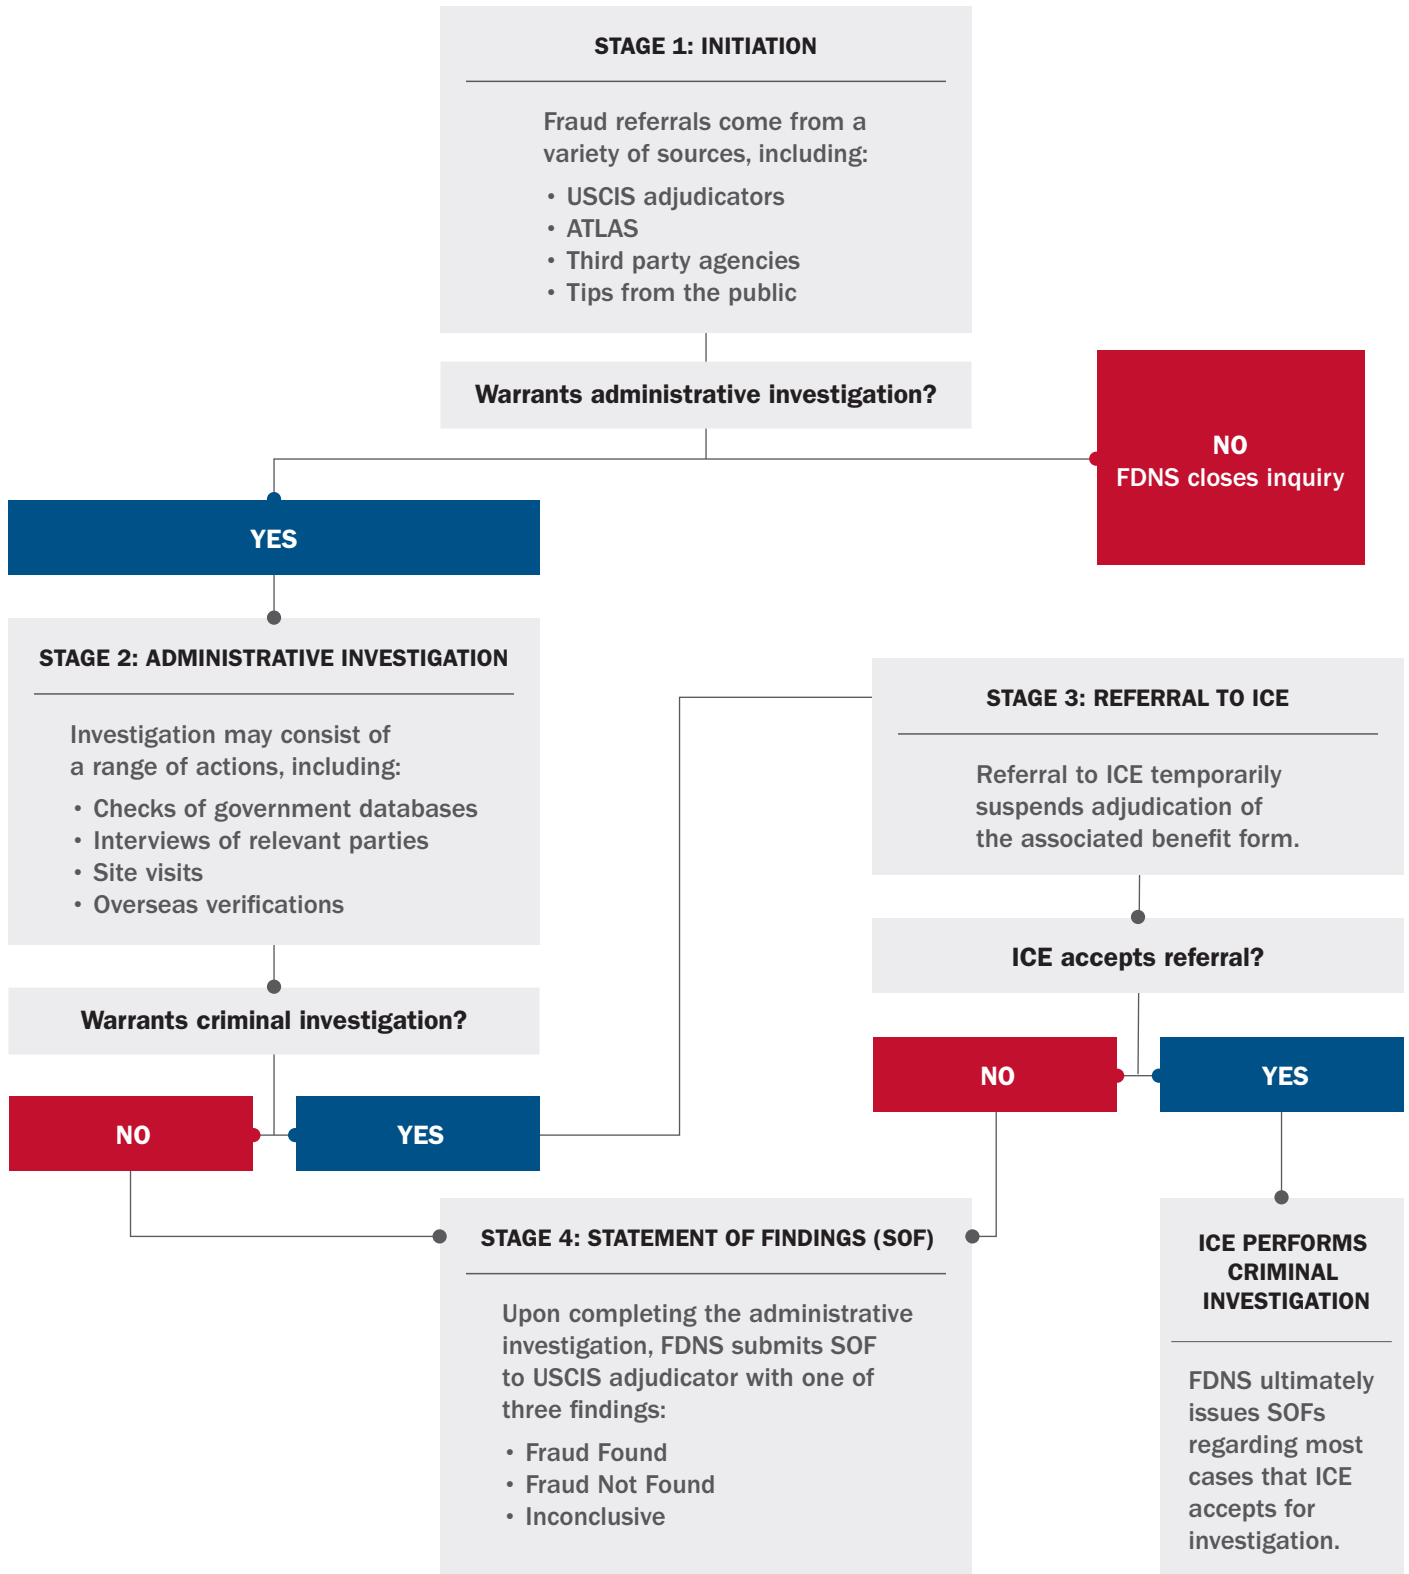 STAGE 1: INITIATION
Fraud referrals come from a
variety of sources, including:
• USCIS adjudicators
• ATLAS
• Third party agencies
• Tips from the public
Warrants administrative investigation?
NO
FDNS closes inquiry
YES
STAGE 2: ADMINISTRATIVE INVESTIGATION
Investigation may consist of
a range of actions, including:
• Checks of government databases
• Interviews of relevant parties
• Site visits
• Overseas verifications
Warrants criminal investigation?
NO
YES
STAGE 3: REFERRAL TO ICE
Referral to ICE temporarily
suspends adjudication of
the associated benefit form.
ICE accepts referral?
NO
YES
STAGE 4: STATEMENT OF FINDINGS (SOF)
Upon completing the administrative
investigation, FDNS submits SOF
to USCIS adjudicator with one of
three findings:
• Fraud Found
• Fraud Not Found
• Inconclusive
ICE PERFORMS
CRIMINAL
INVESTIGATION
FDNS ultimately
issues SOFs
regarding most
cases that ICE
accepts for
investigation.